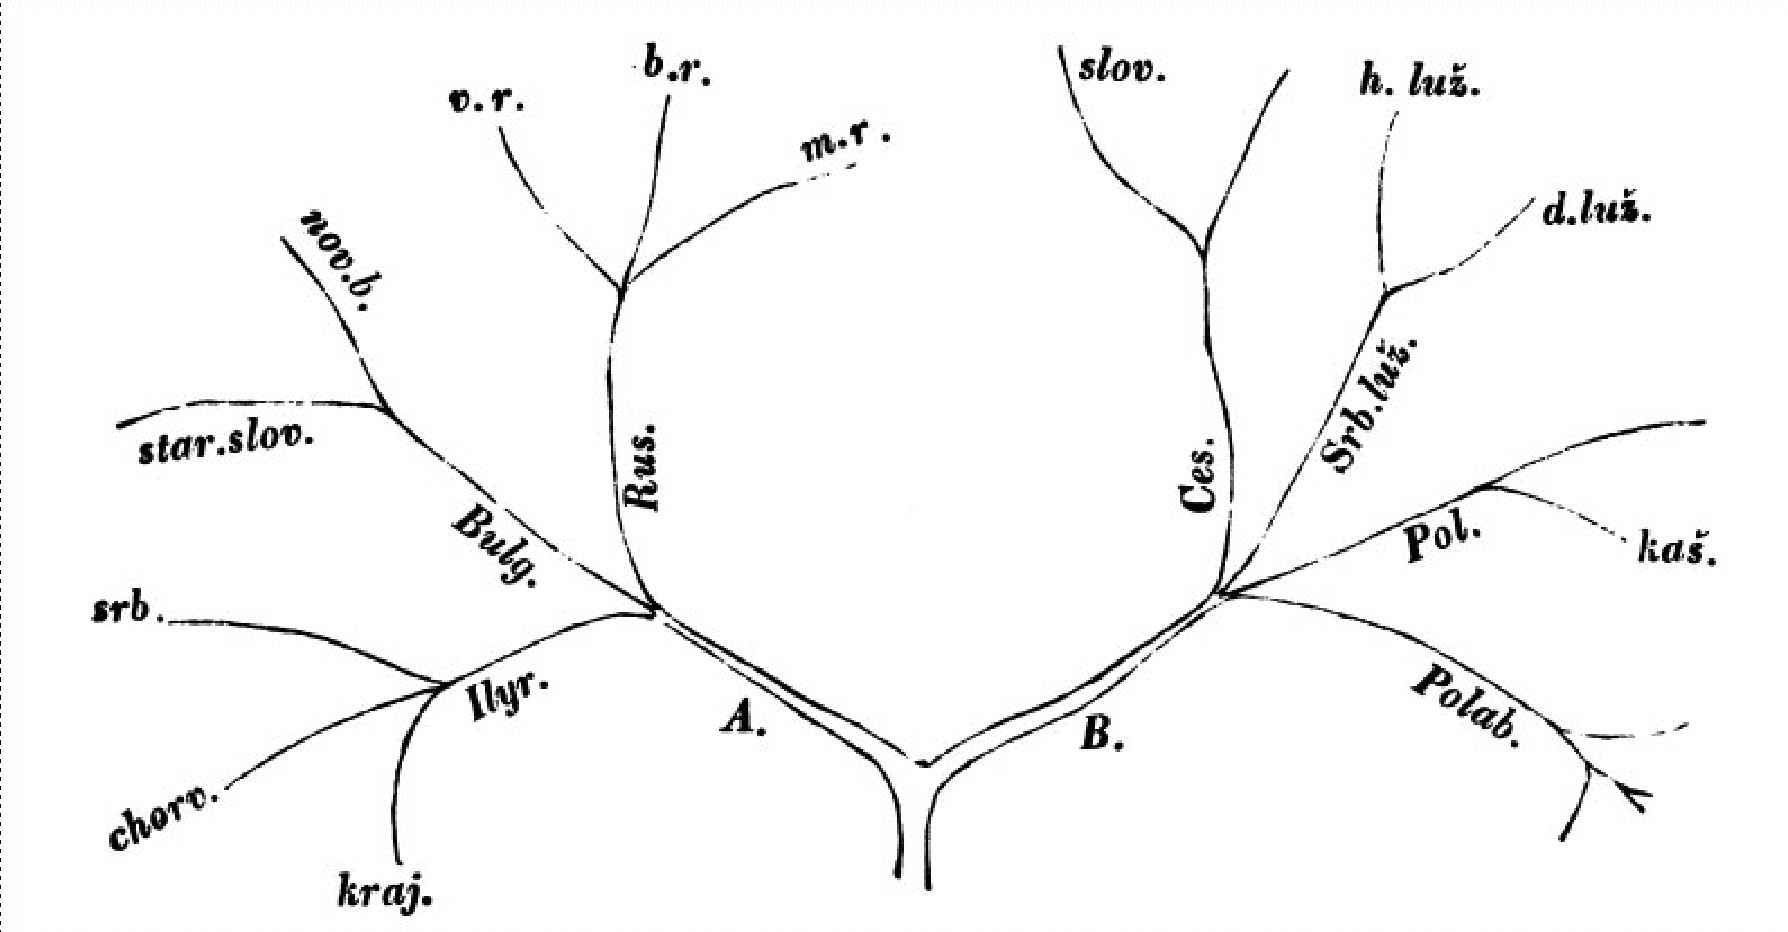 b.r.
slov.
v.r.
h. luž.
m.r.
nov.b.
d.luž.
star.slov.
Rus.
Ces.
Srb.luž.
Bulg.
Pol.
kaš.
srb.
Ilyr.
A.
B.
Polab.
chorv.
kraj.